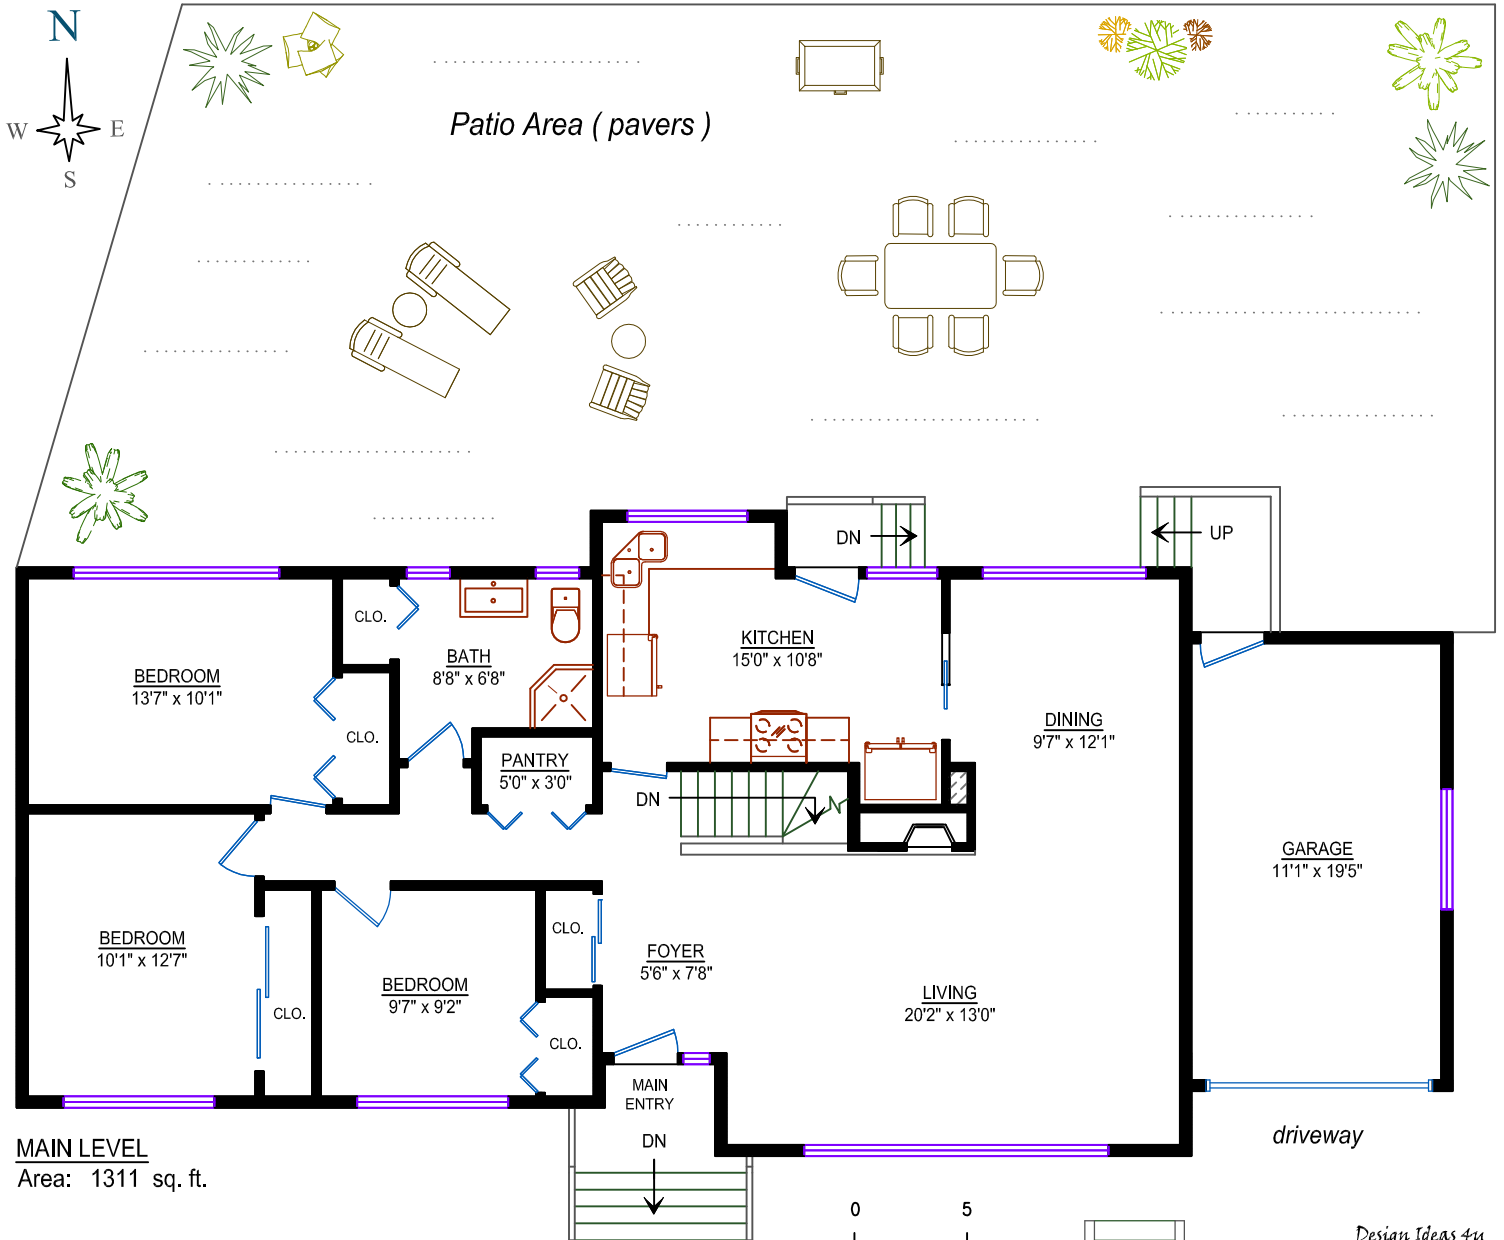 N
W E
S
Patio Area ( pavers )
DN
UP
CLO.
BATH
8'8" x 6'8"
BEDROOM
13'7" x 10'1"
CLO.
KITCHEN
15'0" x 10'8"
DINING
9'7" x 12'1"
PANTRY
5'0" x 3'0"
DN
GARAGE
11'1" x 19'5"
BEDROOM
10'1" x 12'7"
CLO.
BEDROOM
9'7" x 9'2"
CLO.
CLO.
FOYER
5'6" x 7'8"
LIVING
20'2" x 13'0"
MAIN
ENTRY
DN
driveway
MAIN LEVEL
Area: 1311 sq. ft.
0 5
Design Ideas 4u